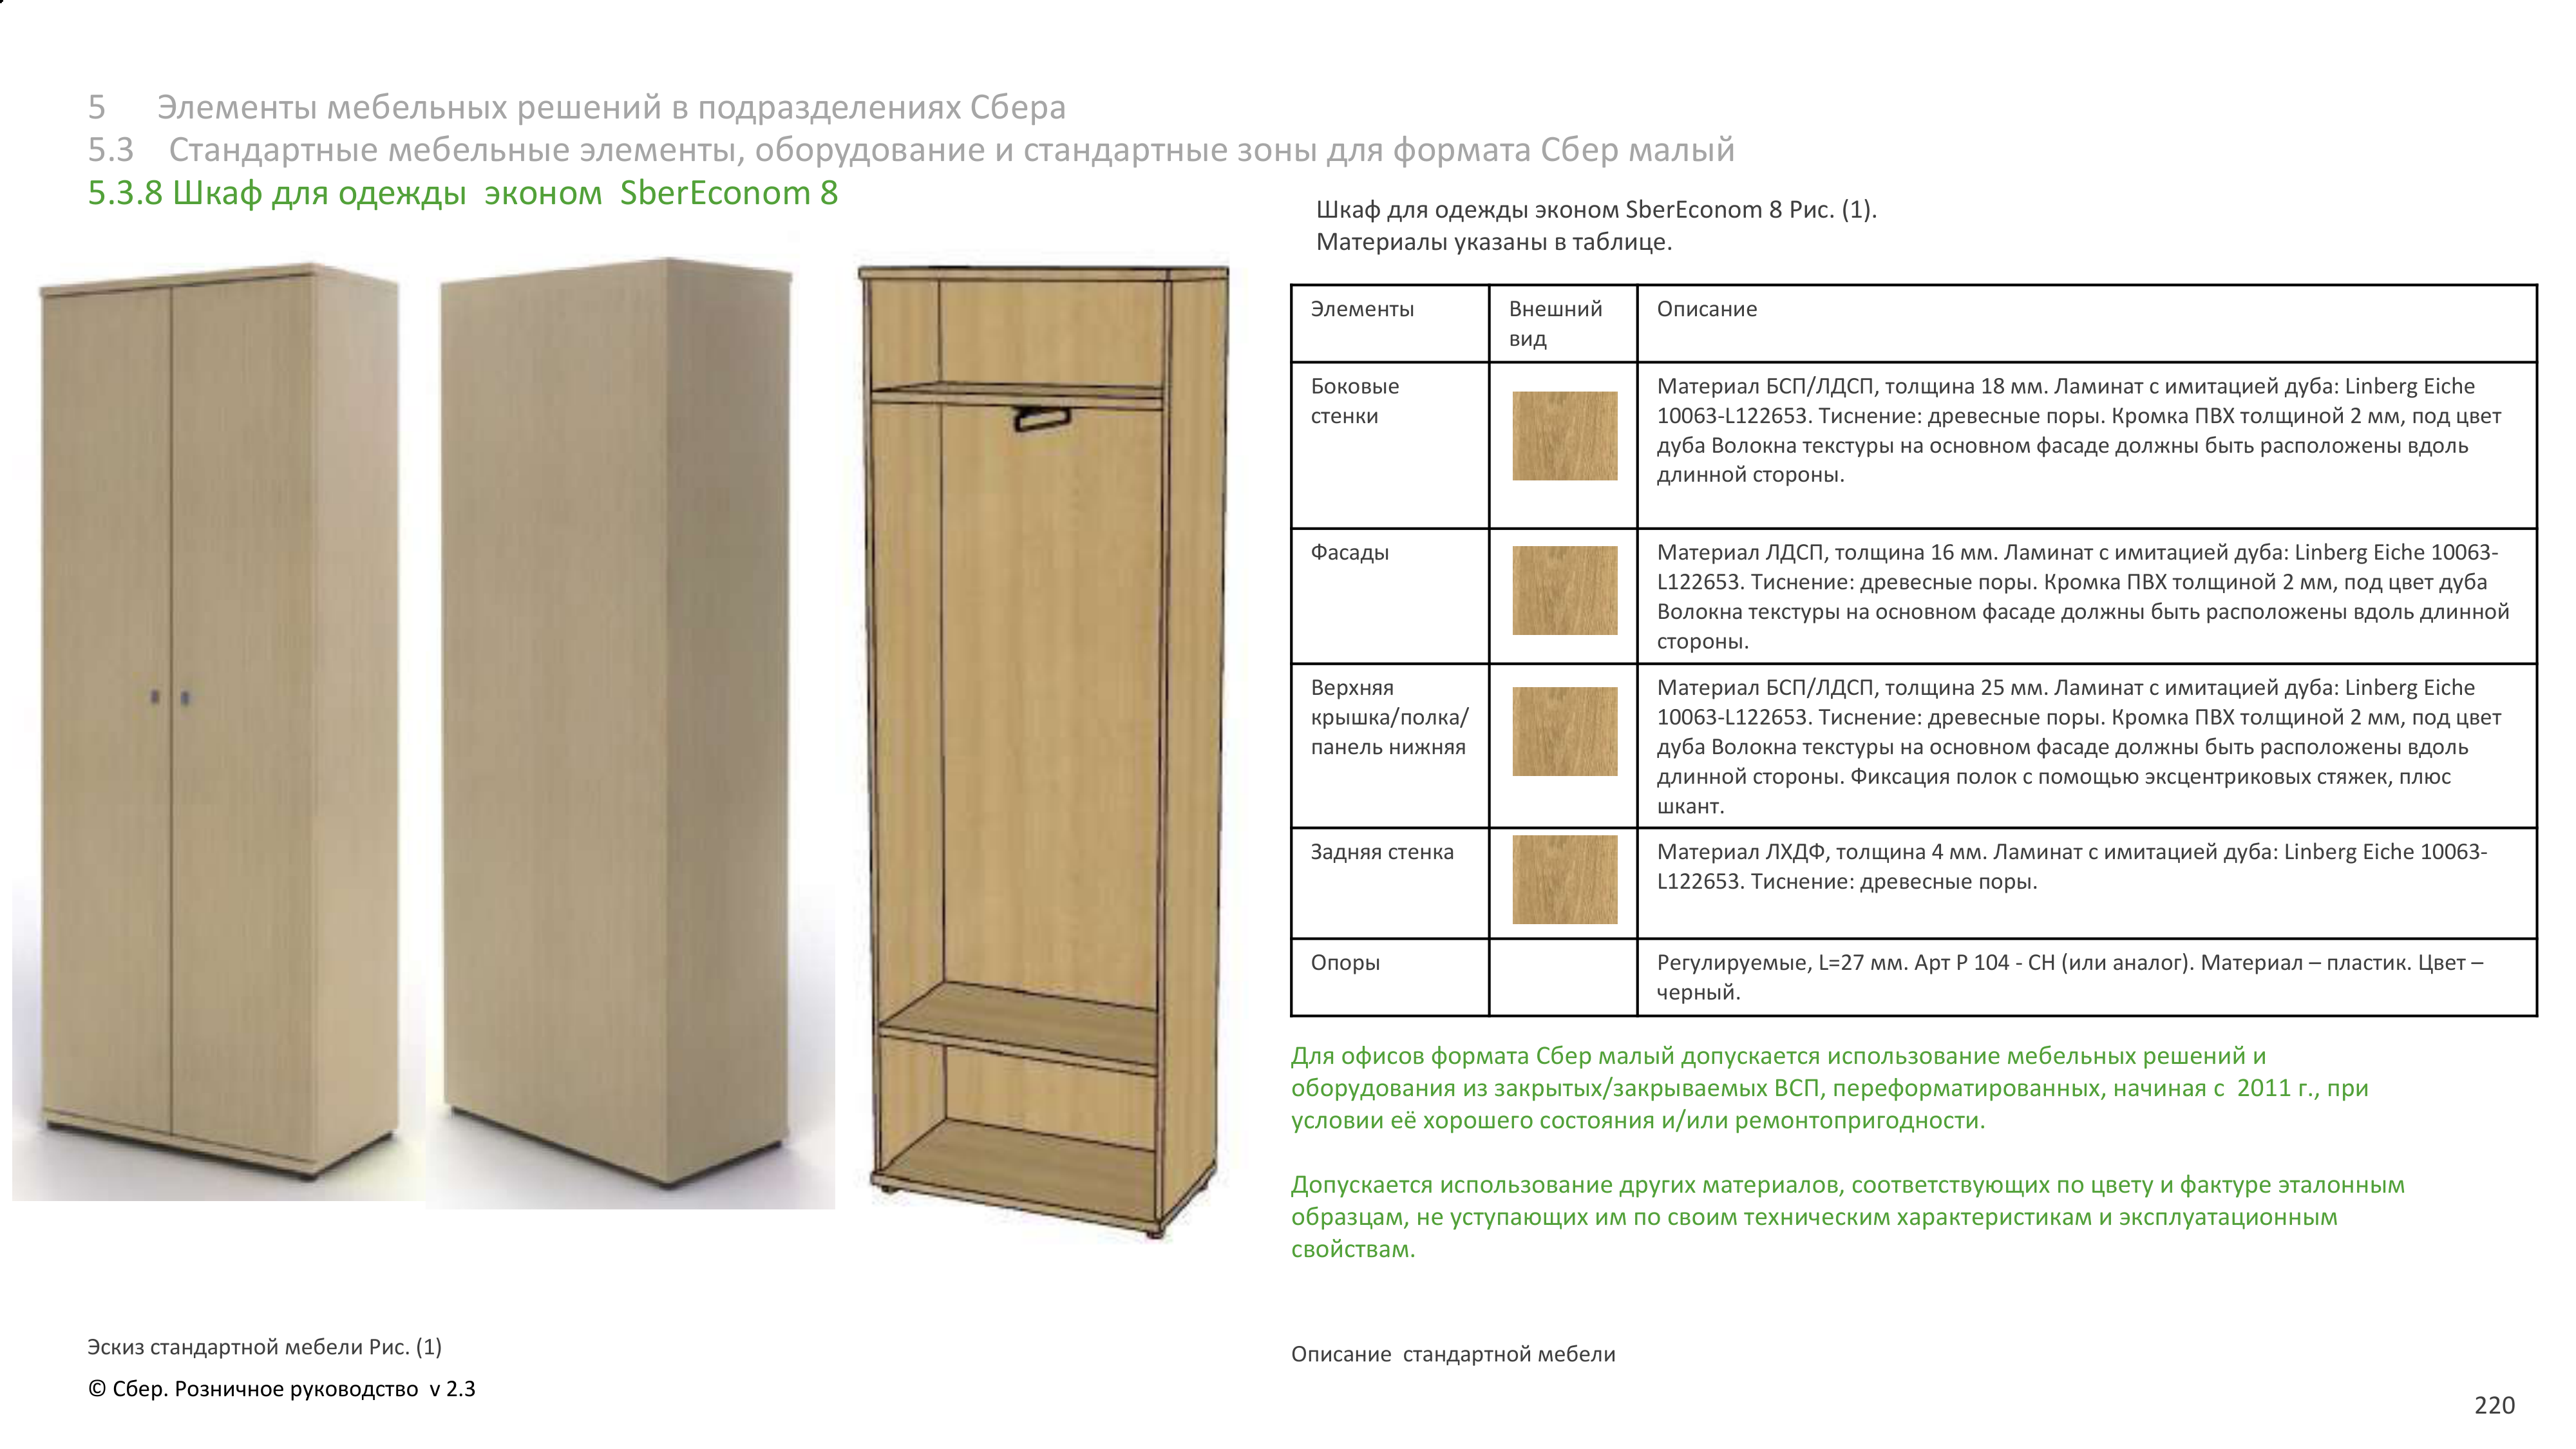 5 Элементы мебельных решений в подразделениях Сбера
5.3 Стандартные мебельные элементы, оборудование и стандартные зоны для формата Сбер малый
5.3.8 Шкаф для одежды эконом SberEconom 8
Шкаф для одежды эконом SberEconom 8 Рис. (1).
Материалы указаны в таблице.
Элементы
Внешний
вид
Описание
Боковые
стенки
Материал БСП/ЛДСП, толщина 18 мм. Ламинат с имитацией дуба: Linberg Eiche
10063-L122653. Тиснение: древесные поры. Кромка ПВХ толщиной 2 мм, под цвет
дуба Волокна текстуры на основном фасаде должны быть расположены вдоль
длинной стороны.
Фасады
Материал ЛДСП, толщина 16 мм. Ламинат с имитацией дуба: Linberg Eiche 10063-
L122653. Тиснение: древесные поры. Кромка ПВХ толщиной 2 мм, под цвет дуба
Волокна текстуры на основном фасаде должны быть расположены вдоль длинной
стороны.
Верхняя
крышка/полка/
панель нижняя
Материал БСП/ЛДСП, толщина 25 мм. Ламинат с имитацией дуба: Linberg Eiche
10063-L122653. Тиснение: древесные поры. Кромка ПВХ толщиной 2 мм, под цвет
дуба Волокна текстуры на основном фасаде должны быть расположены вдоль
длинной стороны. Фиксация полок с помощью эксцентриковых стяжек, плюс
шкант.
Задняя стенка
Материал ЛХДФ, толщина 4 мм. Ламинат с имитацией дуба: Linberg Eiche 10063-
L122653. Тиснение: древесные поры.
Опоры
Регулируемые, L=27 мм. Арт Р 104 - СН (или аналог). Материал – пластик. Цвет –
черный.
Для офисов формата Сбер малый допускается использование мебельных решений и
оборудования из закрытых/закрываемых ВСП, переформатированных, начиная с 2011 г., при
условии её хорошего состояния и/или ремонтопригодности.
Допускается использование других материалов, соответствующих по цвету и фактуре эталонным
образцам, не уступающих им по своим техническим характеристикам и эксплуатационным
свойствам.
Эскиз стандартной мебели Рис. (1)
Описание стандартной мебели
© Сбер. Розничное руководство v 2.3
220